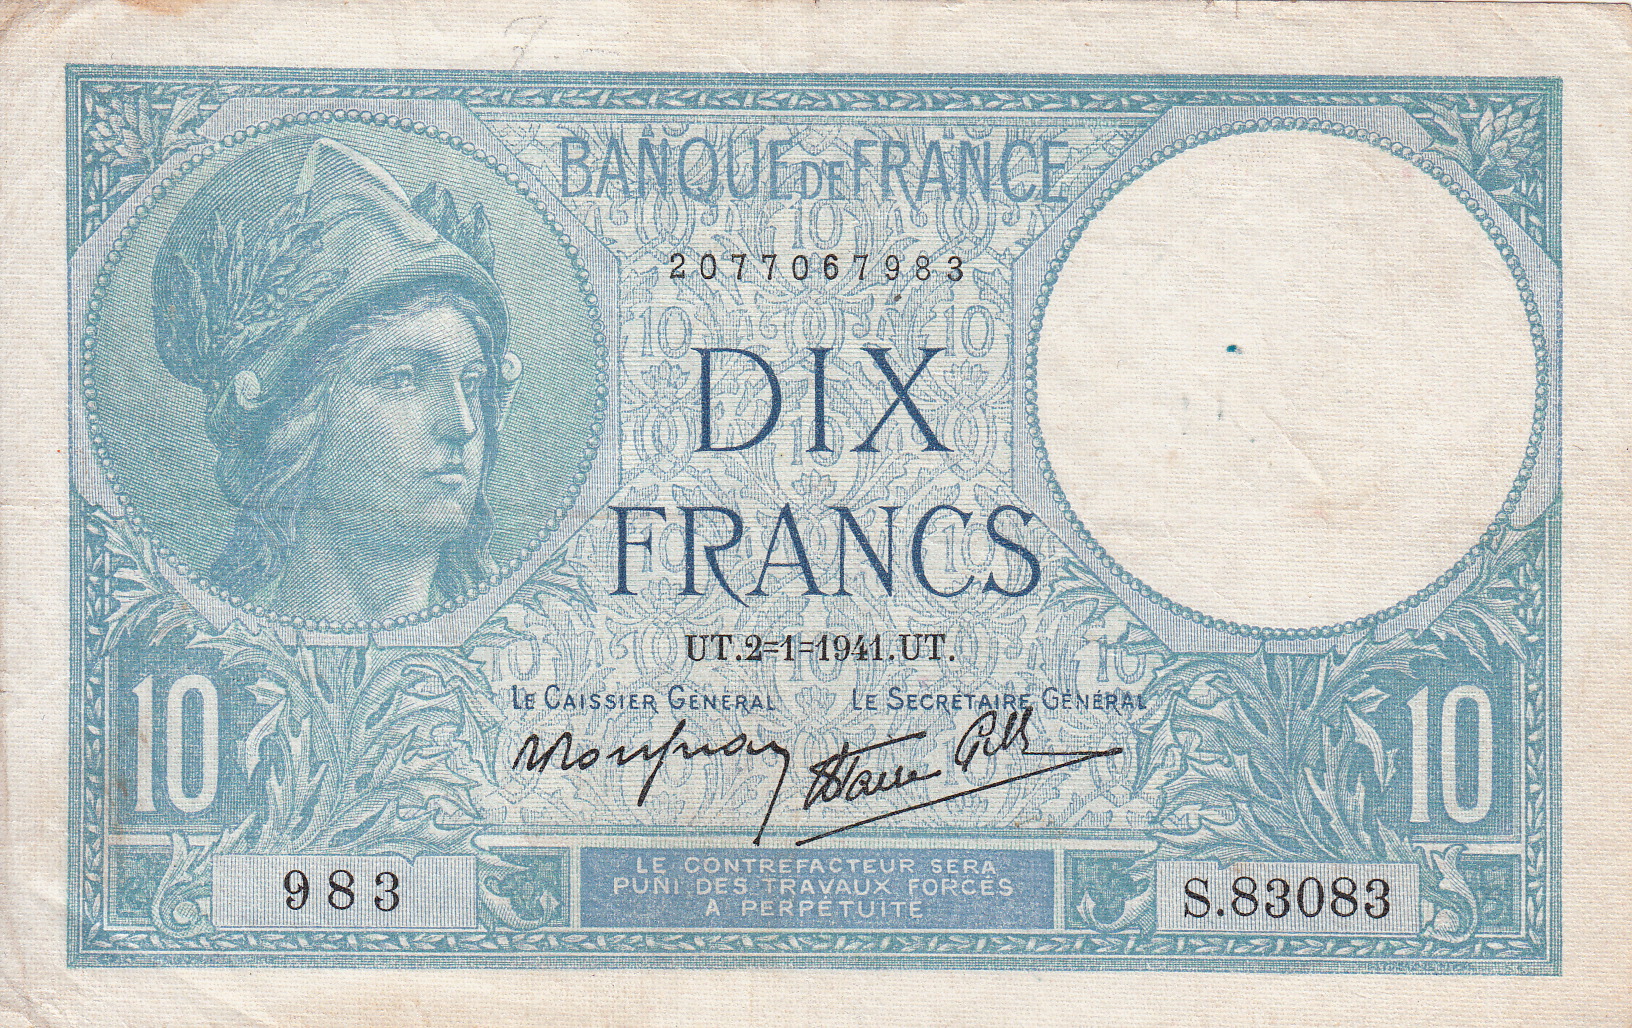 BANQUE DE FRANCE
2077067983
DIX
FRANCS
UT.2=1=1941.UT.
LE CAISSIER GÉNÉRAL LE SECRÉTAIRE GÉNÉRAL
10 10
LE CONTREFACTEUR SERA
PUNI DES TRAVAUX FORCÉS
À PERPÉTUITÉ
983 S.83083